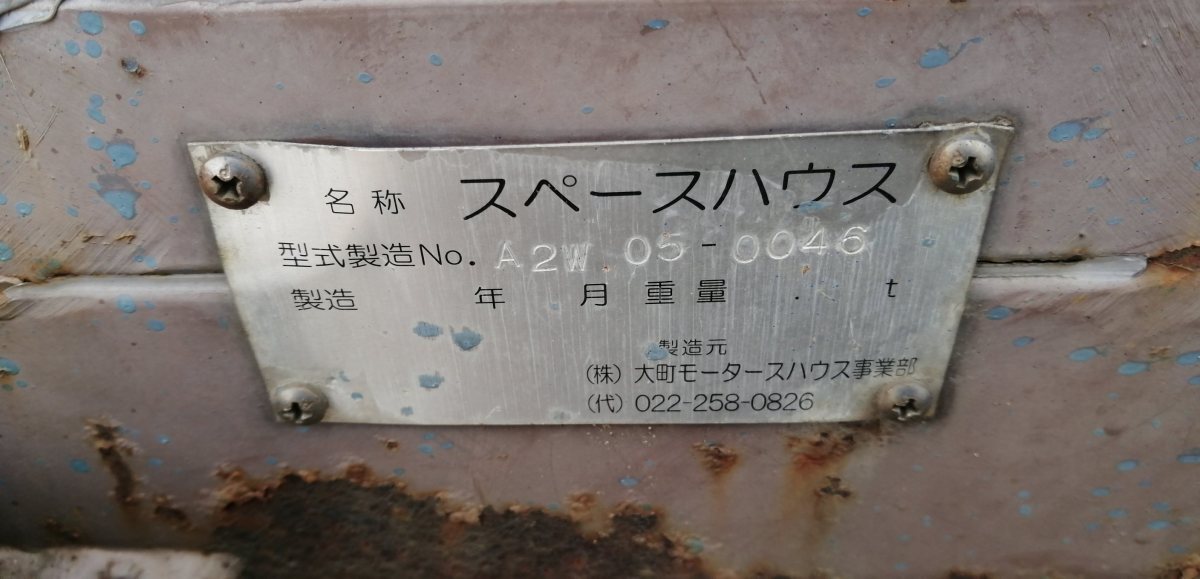 名称 スペースハウス
型式製造No. A2W 05-0046
製造 年 月 重量 . t
製造元
(株) 大町モータースハウス事業部
(代) 022-258-0826